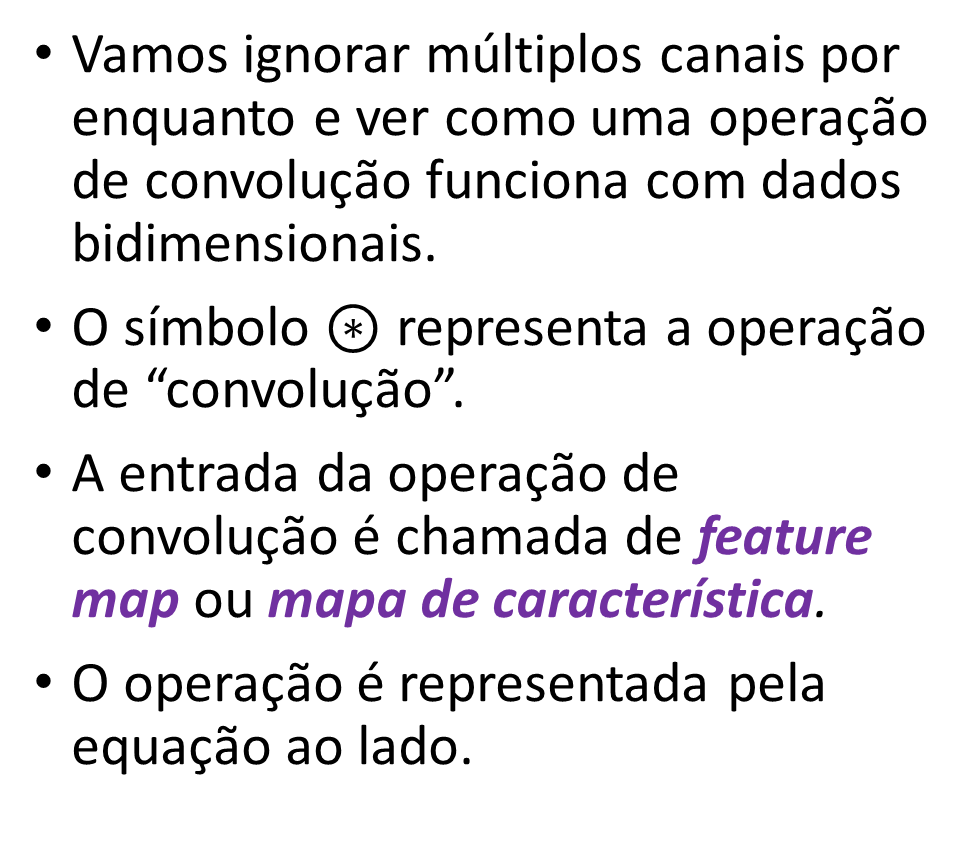 • Vamos ignorar múltiplos canais por
enquanto e ver como uma operação
de convolução funciona com dados
bidimensionais.
• O símbolo ⊛ representa a operação
de “convolução”.
• A entrada da operação de
convolução é chamada de feature
map ou mapa de característica.
• O operação é representada pela
equação ao lado.